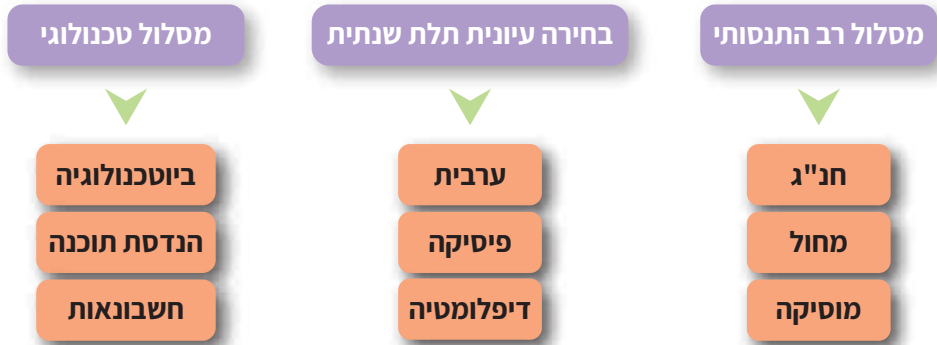 מסלול רב התנסותי
חנ"ג
מחול
מוסיקה
בחירה עיונית תלת שנתית
ערבית
פיסיקה
דיפלומטיה
מסלול טכנולוגי
ביוטכנולוגיה
הנדסת תוכנה
חשבונאות